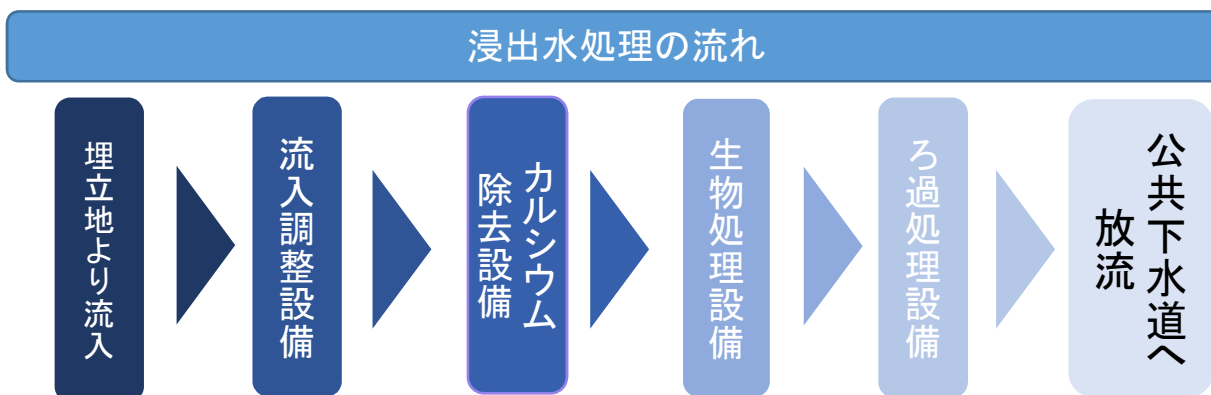 浸出水処理の流れ
埋立地より流入
流入調整設備
カルシウム
除去設備
生物処理設備
ろ過処理設備
公共下水道へ
放流